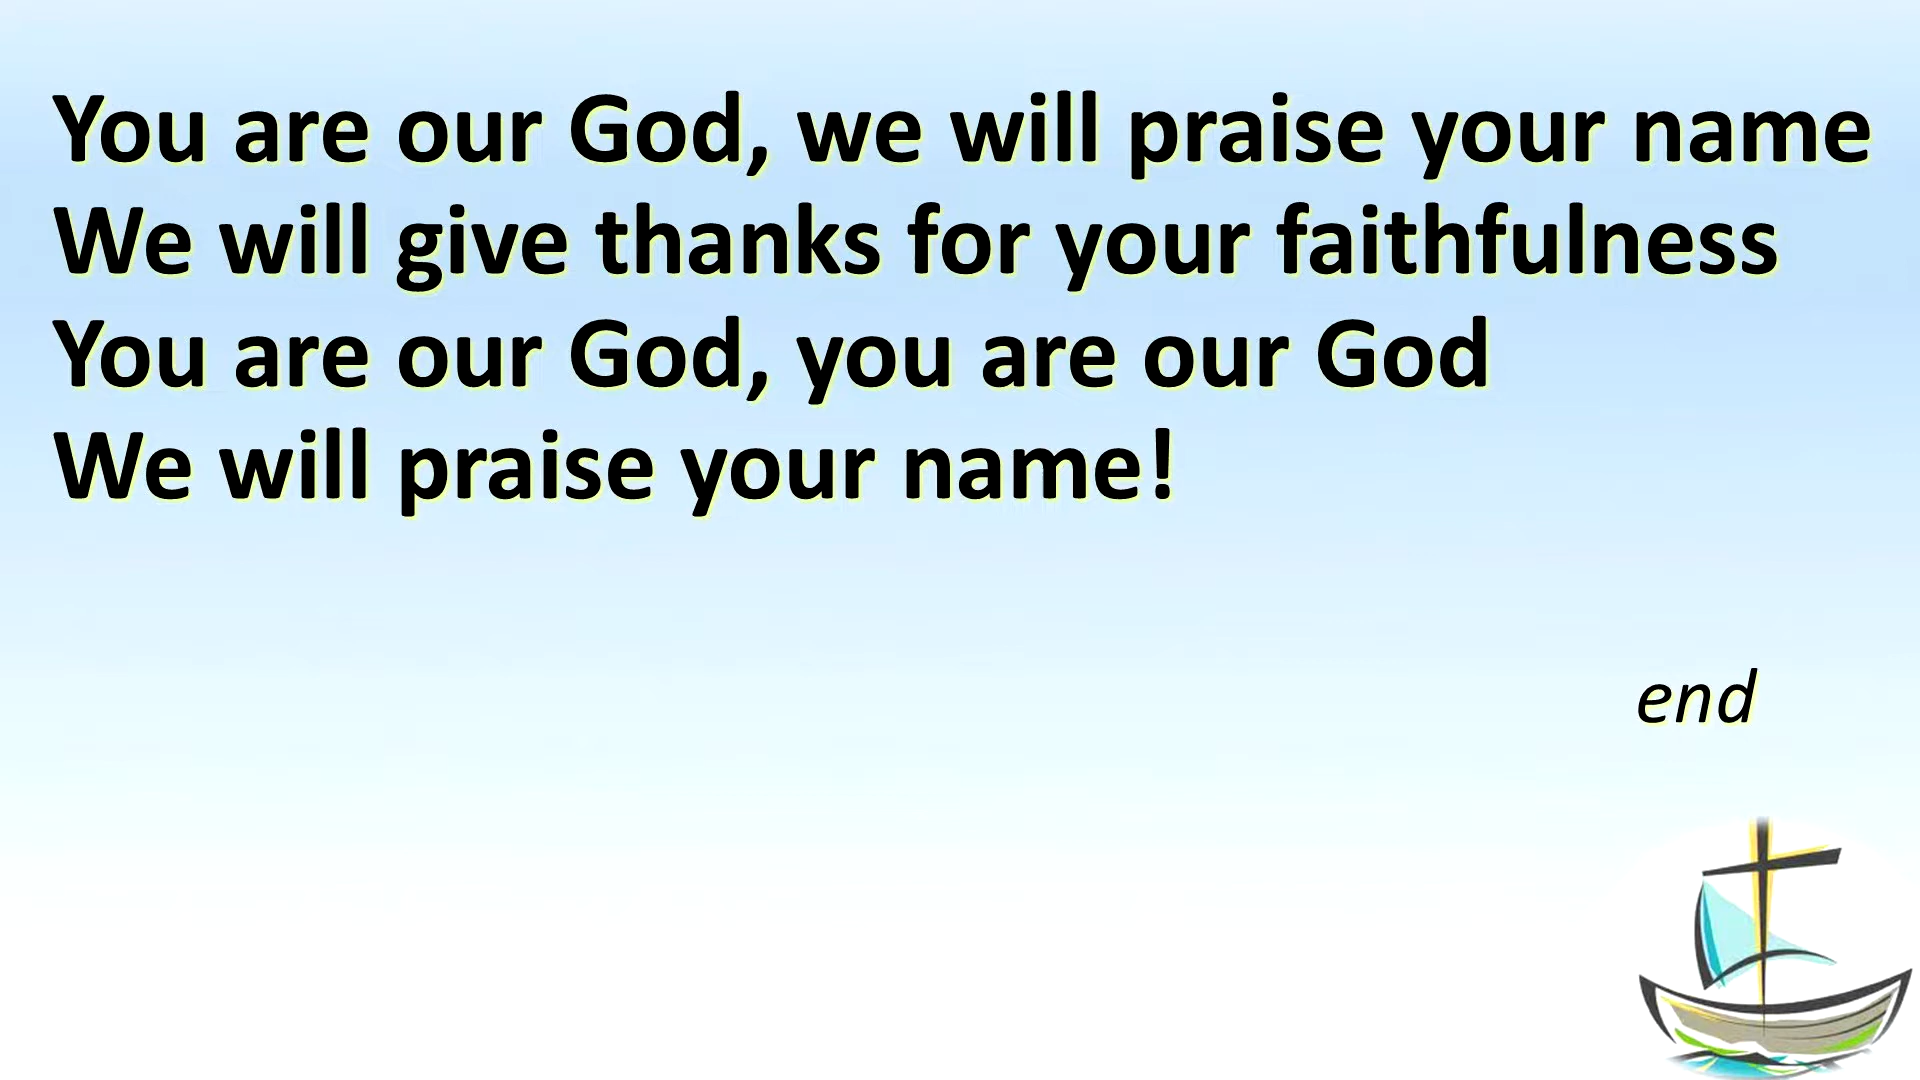 You are our God, we will praise your name
We will give thanks for your faithfulness
You are our God, you are our God
We will praise your name!
end